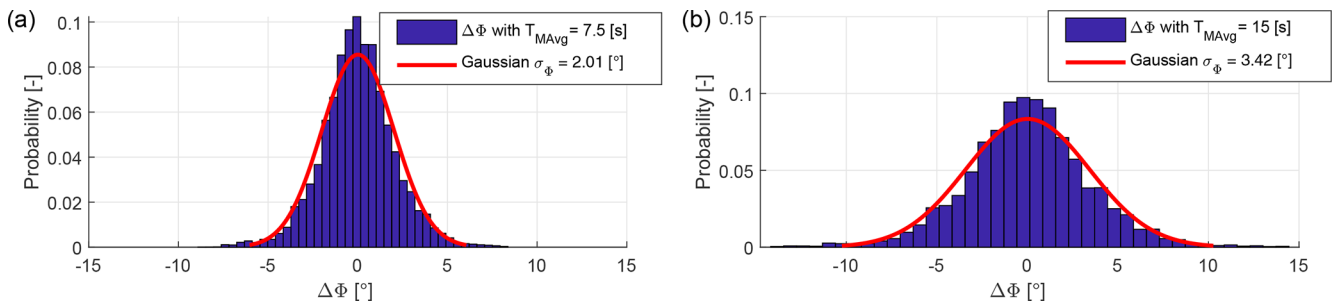 (a)
ΔΦ with T_MAvg = 7.5 [s]
Gaussian σ_Φ = 2.01 [°]
Probability [-]
0.1
0.08
0.06
0.04
0.02
0
-15 -10 -5 0 5 10 15
ΔΦ [°]
(b)
ΔΦ with T_MAvg = 15 [s]
Gaussian σ_Φ = 3.42 [°]
Probability [-]
0.15
0.1
0.05
0
-10 -5 0 5 10 15
ΔΦ [°]